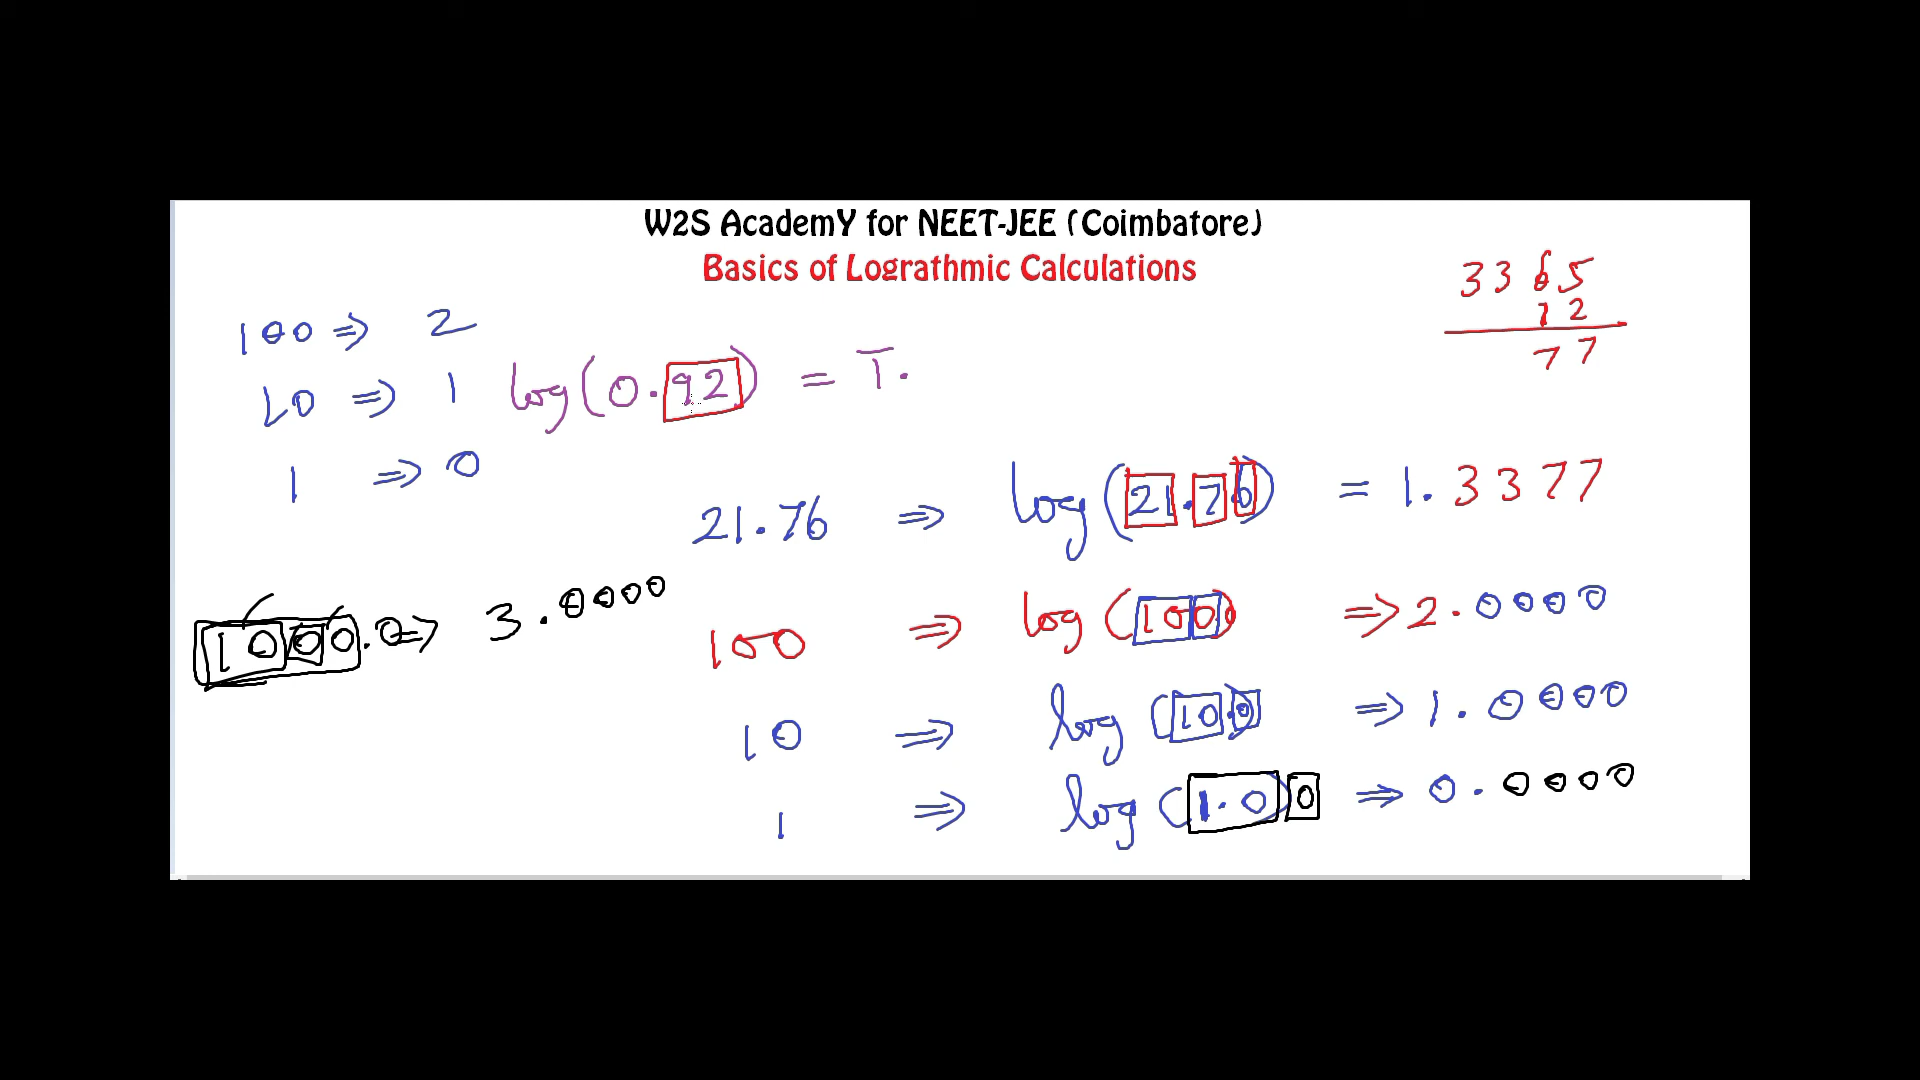 W2S AcademY for NEET-JEE (Coimbatore)
Basics of Lograthmic Calculations
3365
12
77
100 ⇒ 2
10 ⇒ 1
log(0.92) = 1̅.
1 ⇒ 0
21.76 ⇒ log(21.76) = 1.3377
1000.0 ⇒ 3.0000
100 ⇒ log(100) ⇒ 2.0000
10 ⇒ log(10.0) ⇒ 1.0000
1 ⇒ log(1.0)0 ⇒ 0.0000